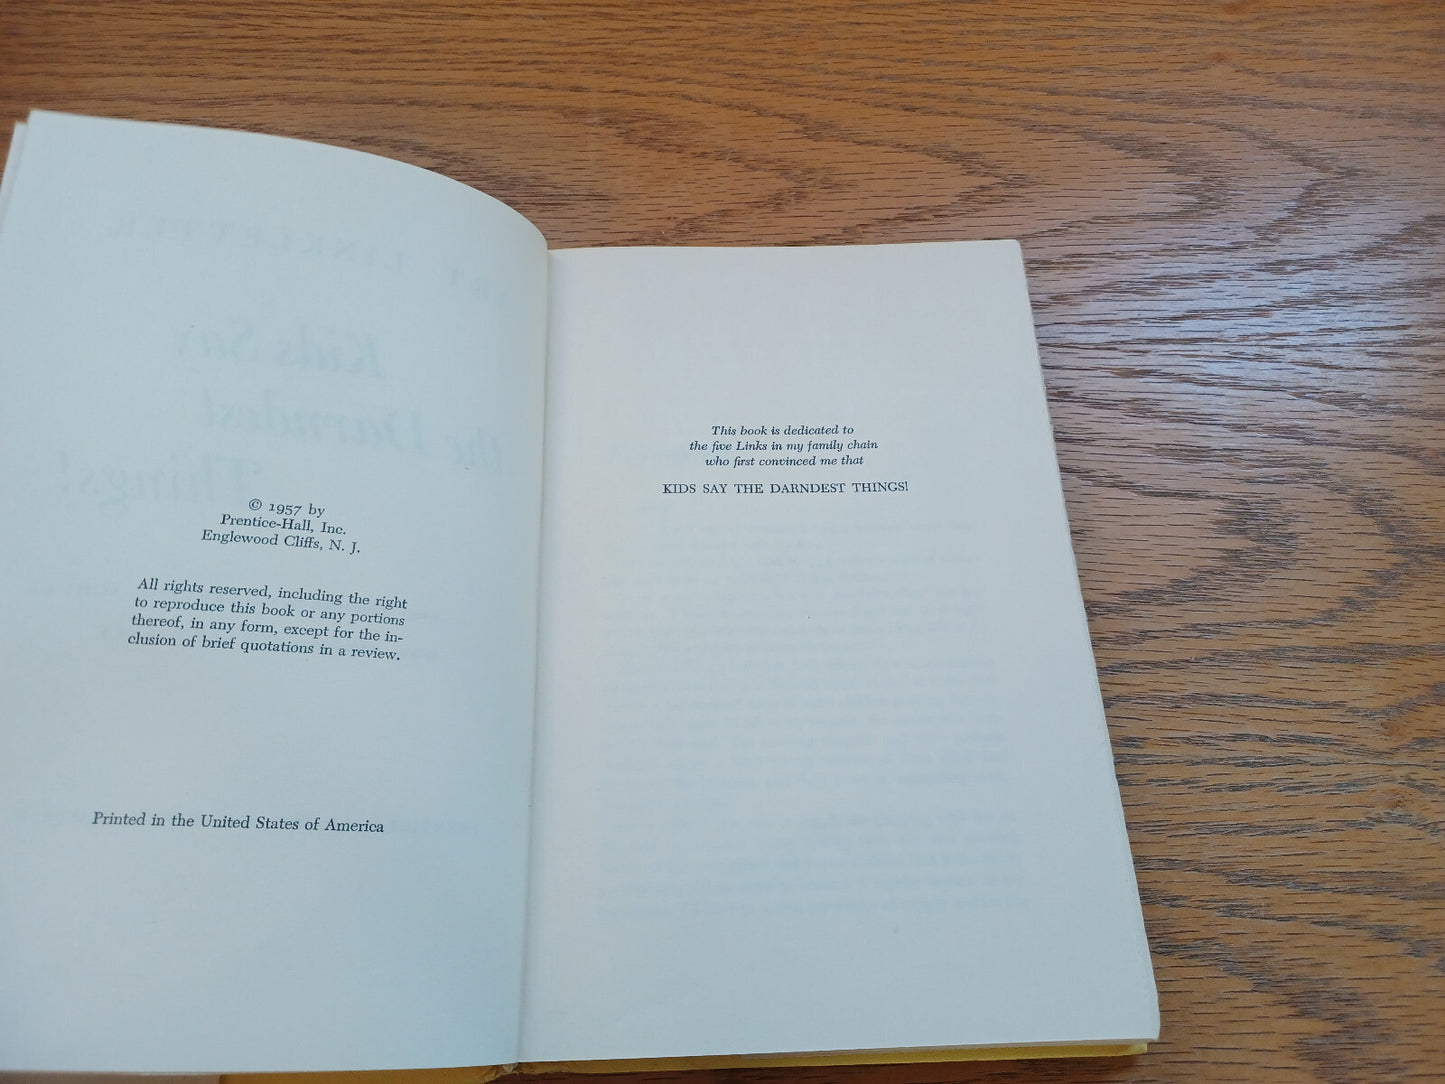 © 1957 by
Prentice-Hall, Inc.
Englewood Cliffs, N. J.
All rights reserved, including the right
to reproduce this book or any portions
thereof, in any form, except for the in-
clusion of brief quotations in a review.
Printed in the United States of America
This book is dedicated to
the five Links in my family chain
who first convinced me that
KIDS SAY THE DARNDEST THINGS!